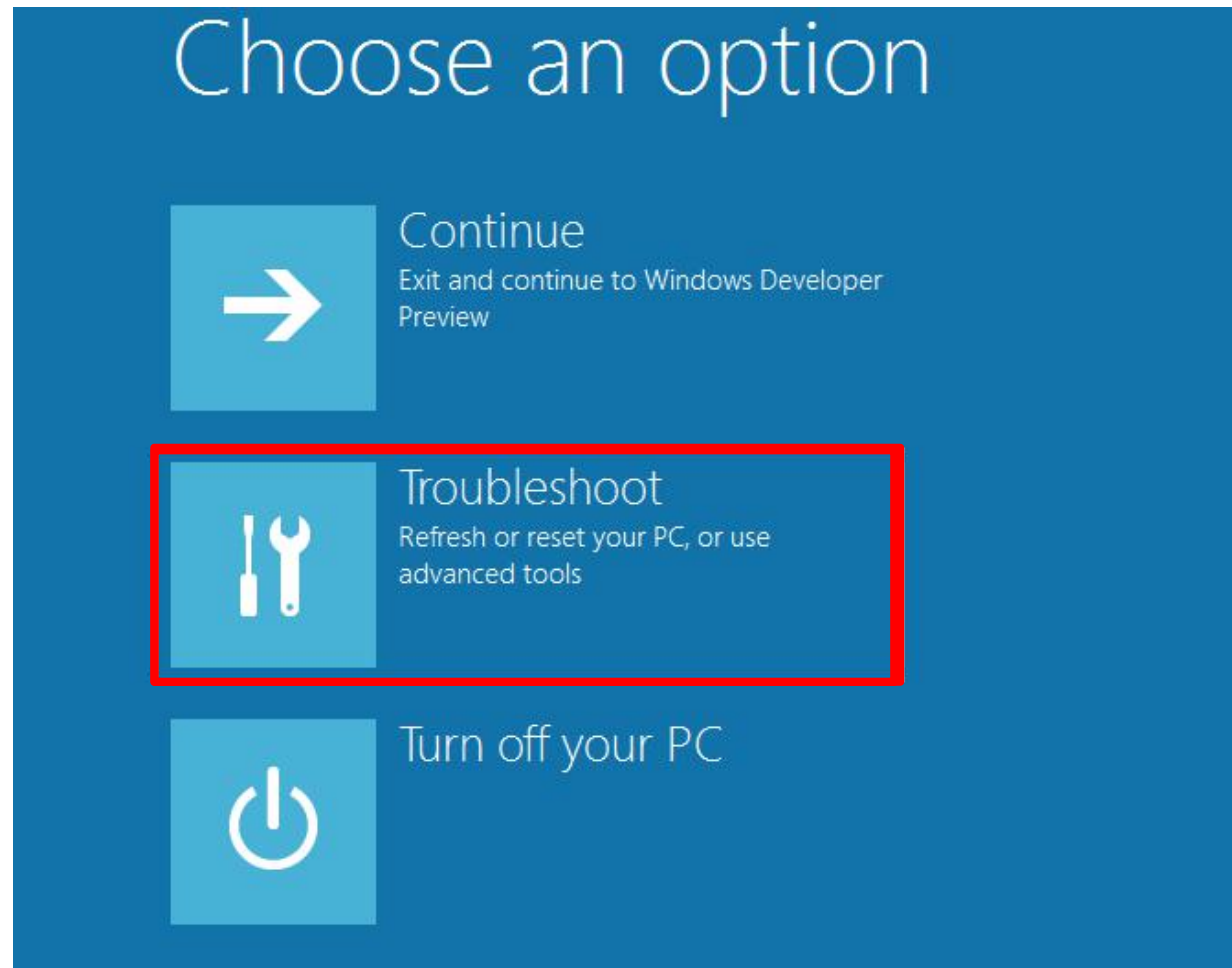 Choose an option
Continue
Exit and continue to Windows Developer
Preview
Troubleshoot
Refresh or reset your PC, or use
advanced tools
Turn off your PC